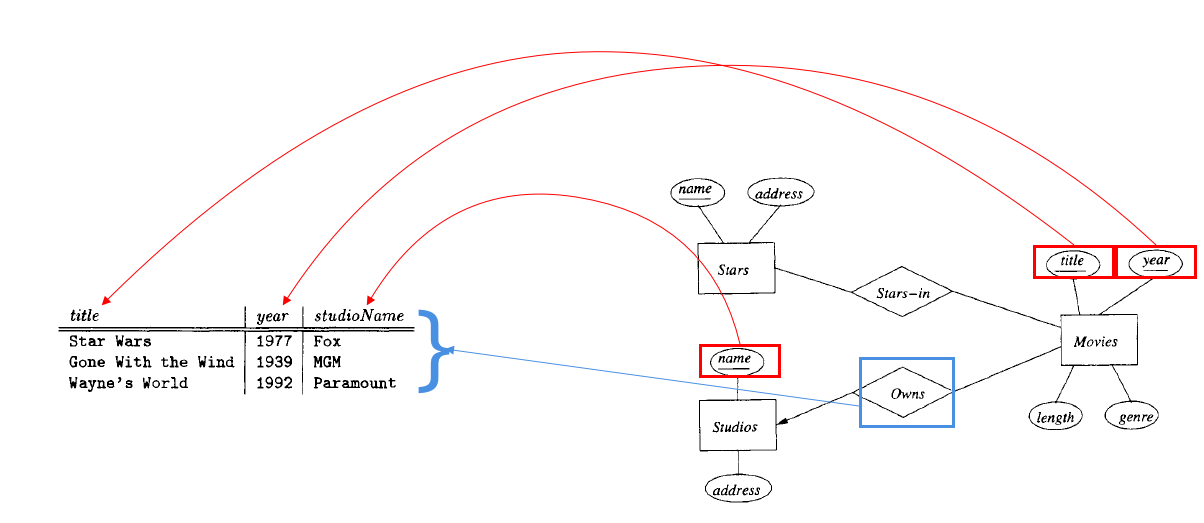 name
address
title
year
Stars
Stars-in
title year studioName
Star Wars 1977 Fox
Gone With the Wind 1939 MGM
Wayne's World 1992 Paramount
Movies
name
Owns
Studios
length
genre
address